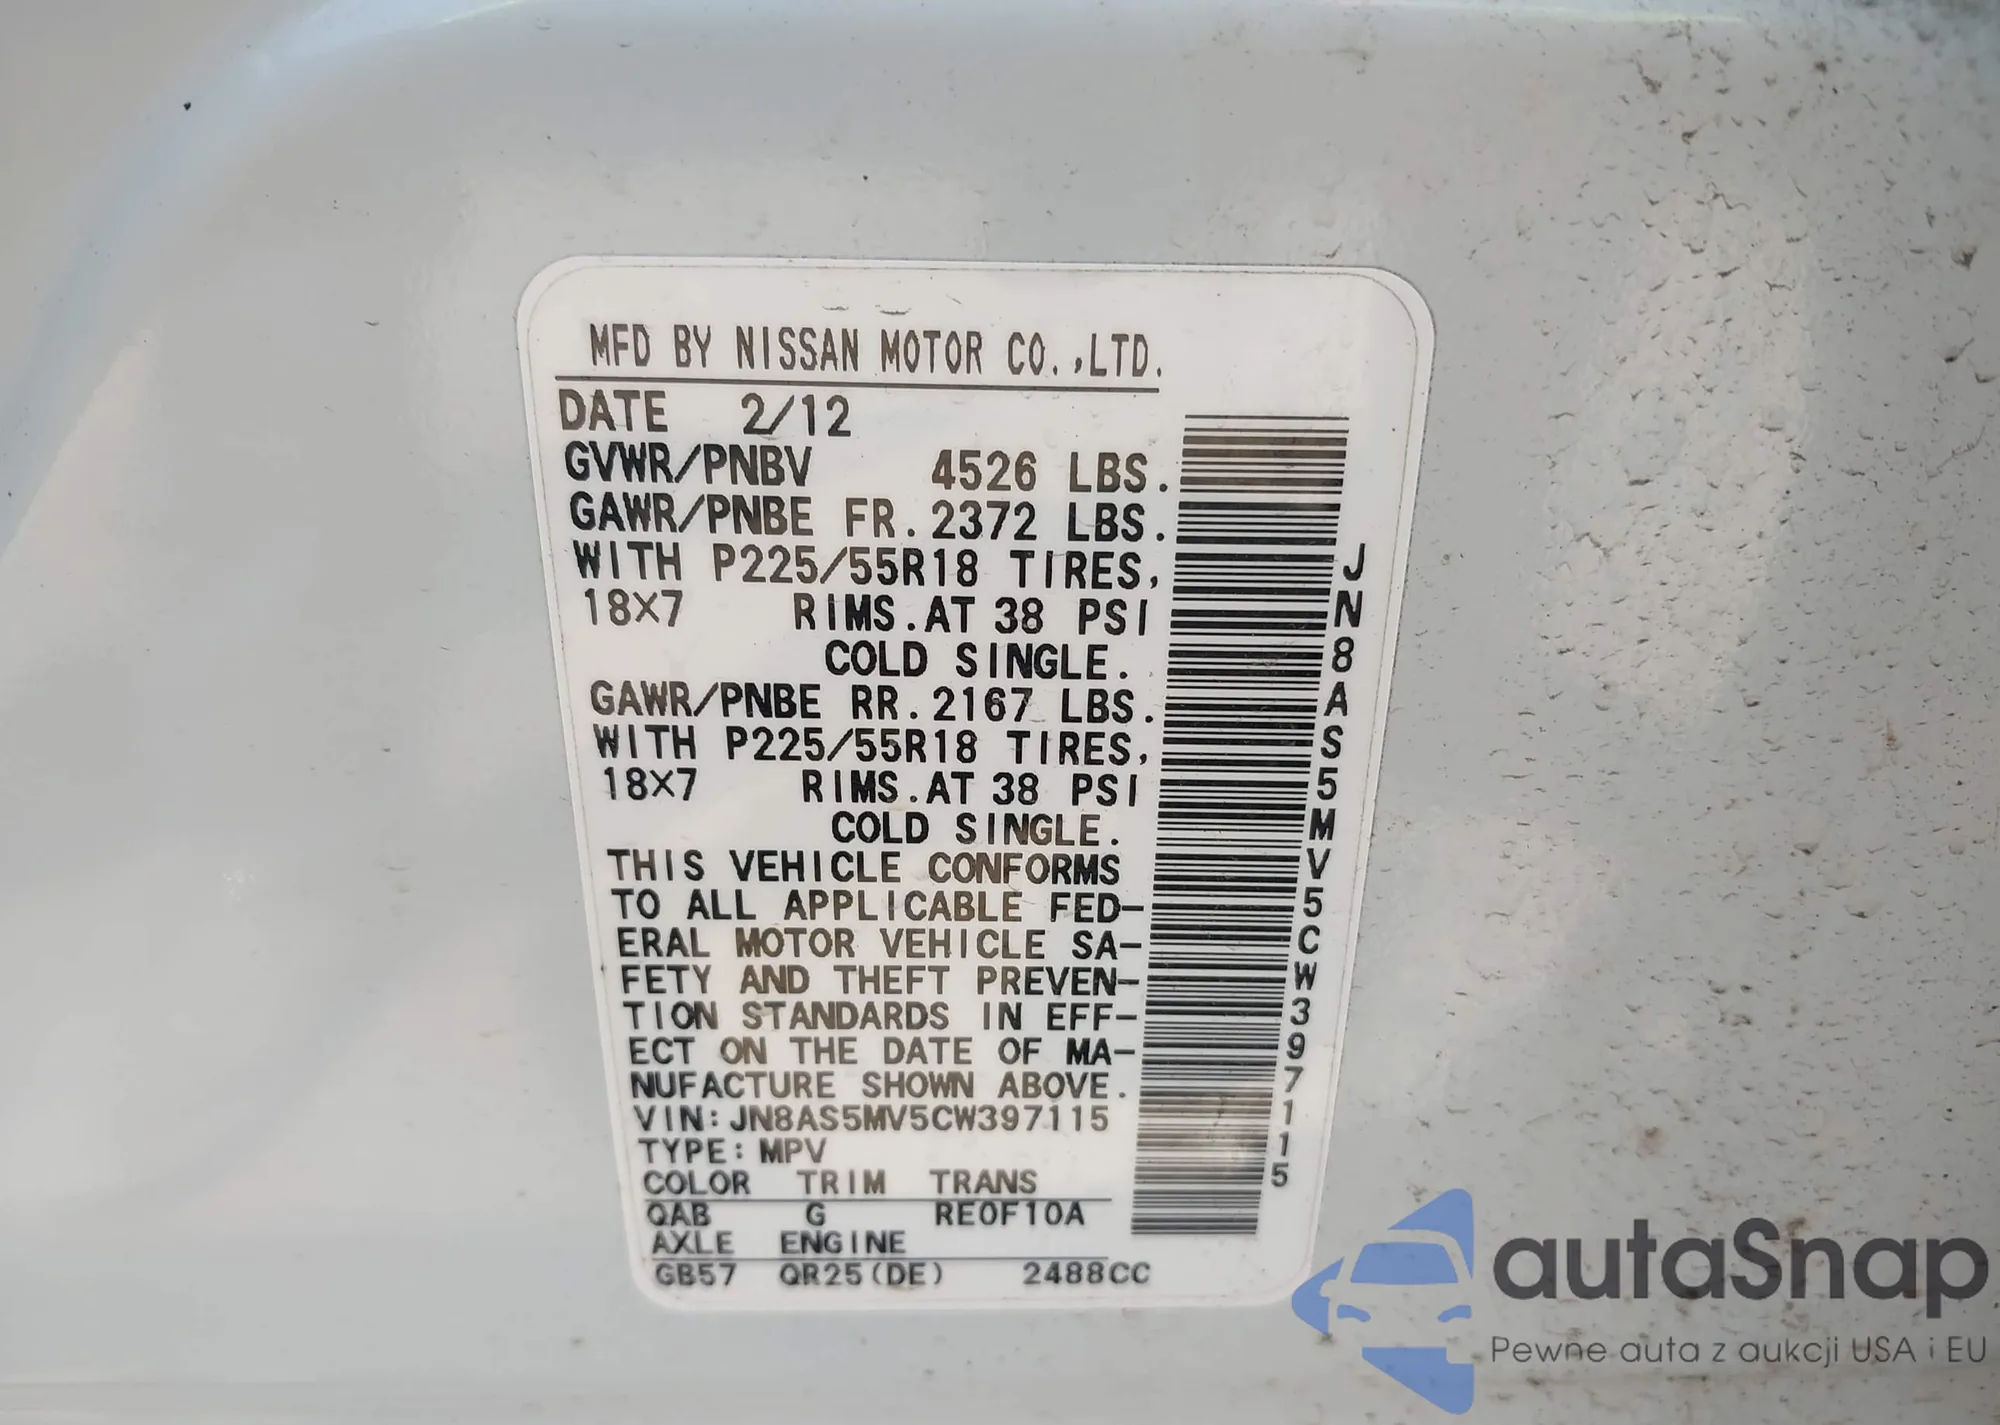 MFD BY NISSAN MOTOR CO.,LTD.
DATE 2/12
GVWR/PNBV 4526 LBS.
GAWR/PNBE FR.2372 LBS.
WITH P225/55R18 TIRES,
18X7 RIMS.AT 38 PSI
COLD SINGLE.
GAWR/PNBE RR.2167 LBS.
WITH P225/55R18 TIRES,
18X7 RIMS.AT 38 PSI
COLD SINGLE.
THIS VEHICLE CONFORMS
TO ALL APPLICABLE FED-
ERAL MOTOR VEHICLE SA-
FETY AND THEFT PREVEN-
TION STANDARDS IN EFF-
ECT ON THE DATE OF MA-
NUFACTURE SHOWN ABOVE.
VIN:JN8AS5MV5CW397115
TYPE:MPV
COLOR TRIM TRANS
QAB G RE0F10A
AXLE ENGINE
GB57 QR25(DE) 2488CC
JN8AS5MV5CW397115
autaSnap
Pewne auta z aukcji USA i EU